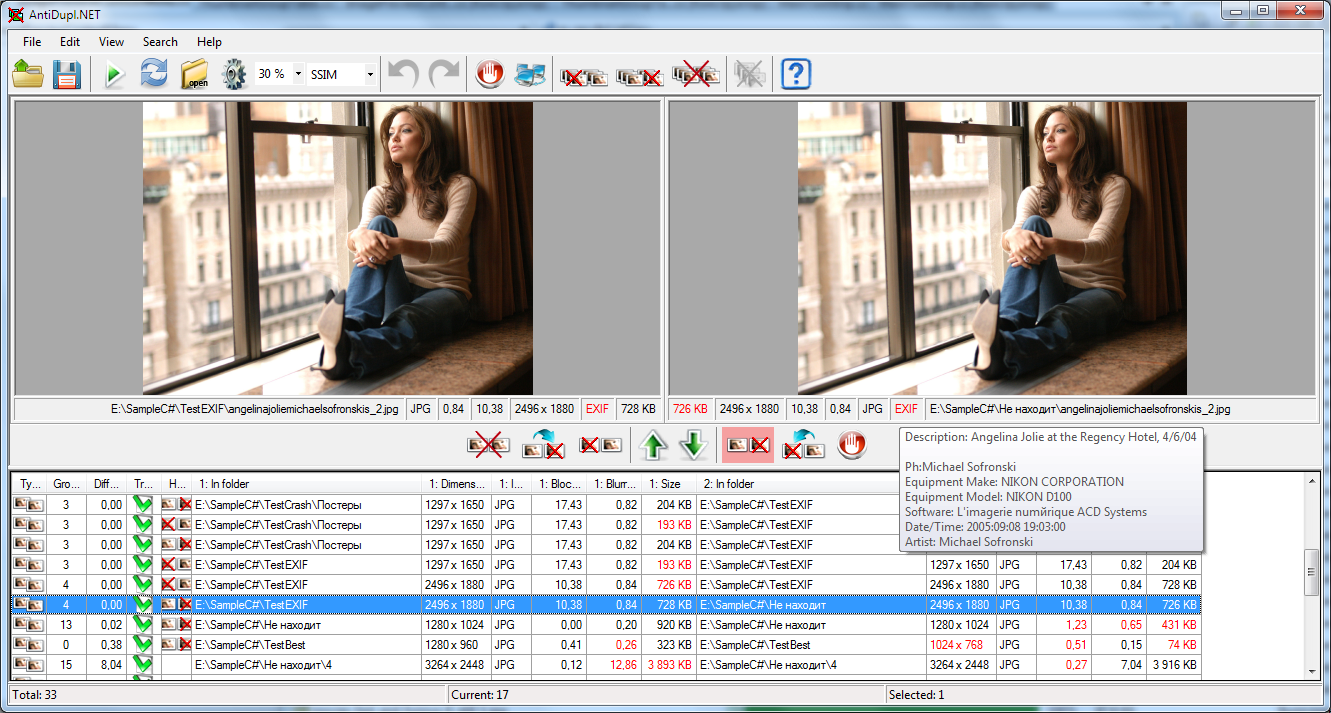 AntiDupl.NET
File Edit View Search Help
open 30 % SSIM ?
E:\SampleC#\TestEXIF\angelinajoliemichaelsofronskis_2.jpg JPG 0,84 10,38 2496 x 1880 EXIF 728 KB 726 KB 2496 x 1880 10,38 0,84 JPG EXIF E:\SampleC#\Не находит\angelinajoliemichaelsofronskis_2.jpg
Description: Angelina Jolie at the Regency Hotel, 4/6/04
Ph:Michael Sofronski
Equipment Make: NIKON CORPORATION
Equipment Model: NIKON D100
Software: L'imagerie numйrique ACD Systems
Date/Time: 2005:09:08 19:03:00
Artist: Michael Sofronski
Ty... Gro... Diff... Tr... H... 1: In folder 1: Dimens... 1: I... 1: Bloc... 1: Blurr... 1: Size 2: In folder
3 0,00 E:\SampleC#\TestCrash\Постеры 1297 x 1650 JPG 17,43 0,82 204 KB E:\SampleC#\TestEXIF
3 0,00 E:\SampleC#\TestCrash\Постеры 1297 x 1650 JPG 17,43 0,82 193 KB E:\SampleC#\TestEXIF
3 0,00 E:\SampleC#\TestCrash\Постеры 1297 x 1650 JPG 17,43 0,82 204 KB E:\SampleC#\TestEXIF
3 0,00 E:\SampleC#\TestEXIF 1297 x 1650 JPG 17,43 0,82 193 KB E:\SampleC#\TestEXIF 1297 x 1650 JPG 17,43 0,82 204 KB
4 0,00 E:\SampleC#\TestEXIF 2496 x 1880 JPG 10,38 0,84 726 KB E:\SampleC#\TestEXIF 2496 x 1880 JPG 10,38 0,84 728 KB
4 0,00 E:\SampleC#\TestEXIF 2496 x 1880 JPG 10,38 0,84 728 KB E:\SampleC#\Не находит 2496 x 1880 JPG 10,38 0,84 726 KB
13 0,02 E:\SampleC#\Не находит 1280 x 1024 JPG 0,00 0,20 920 KB E:\SampleC#\Не находит 1280 x 1024 JPG 1,23 0,65 431 KB
0 0,38 E:\SampleC#\TestBest 1280 x 960 JPG 0,41 0,26 323 KB E:\SampleC#\TestBest 1024 x 768 JPG 0,51 0,15 74 KB
15 8,04 E:\SampleC#\Не находит\4 3264 x 2448 JPG 0,12 12,86 3 893 KB E:\SampleC#\Не находит\4 3264 x 2448 JPG 0,27 7,04 3 916 KB
Total: 33 Current: 17 Selected: 1